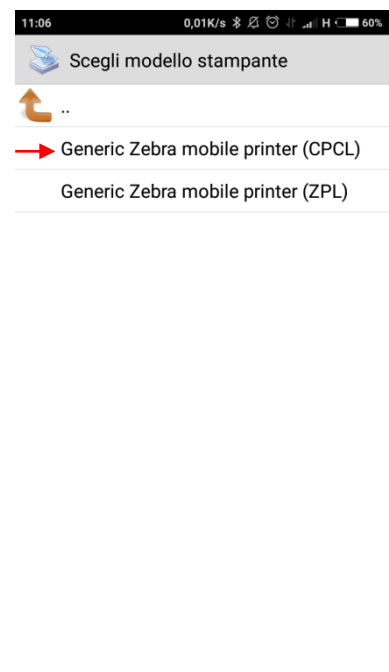 11:06 0,01K/s H 60%
Scegli modello stampante
..
Generic Zebra mobile printer (CPCL)
Generic Zebra mobile printer (ZPL)